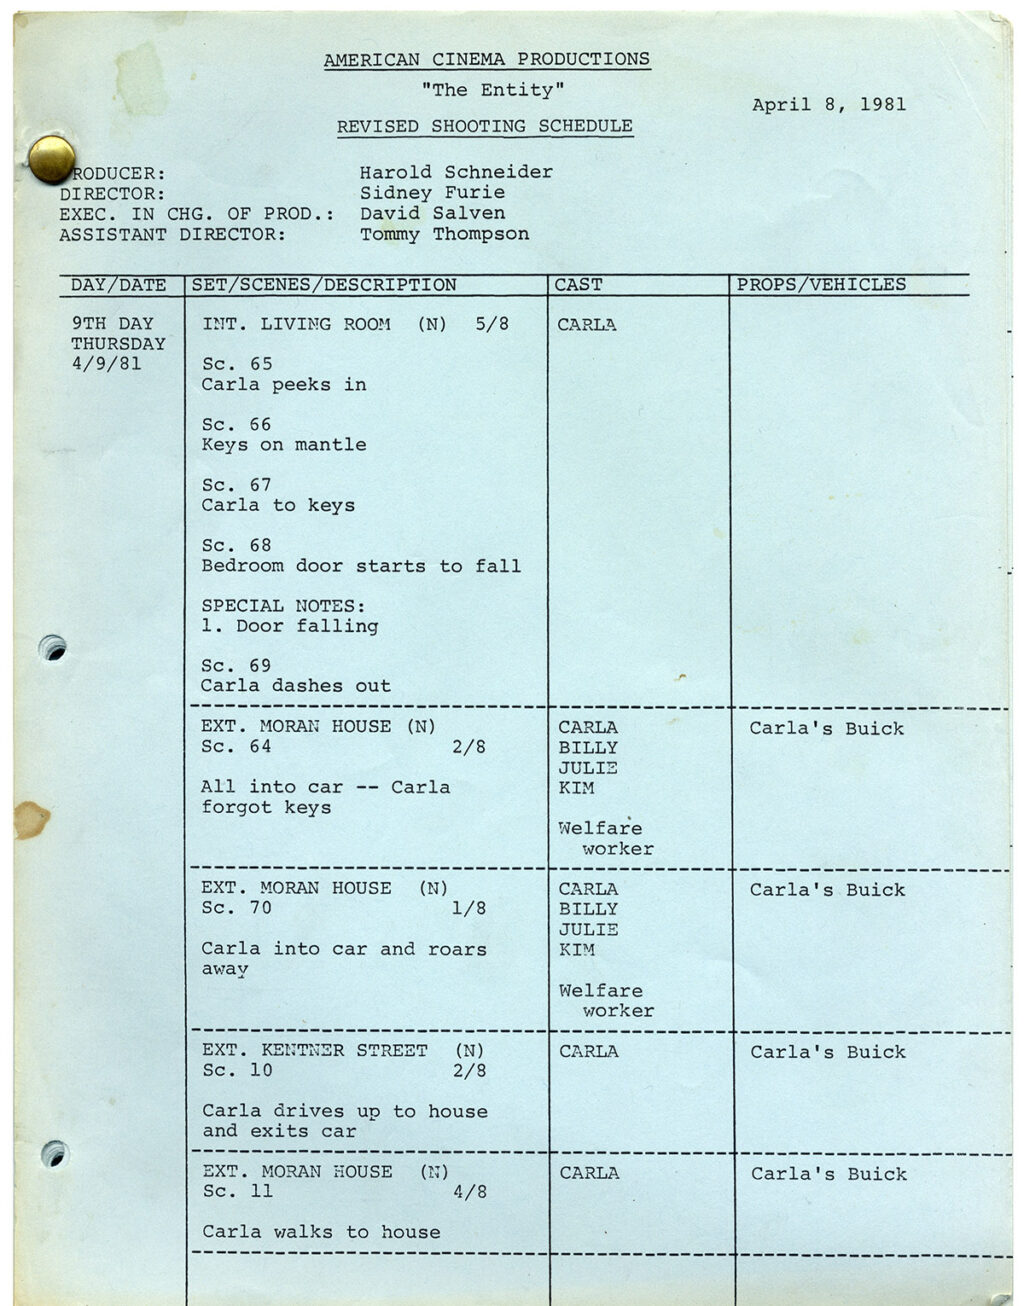 AMERICAN CINEMA PRODUCTIONS
"The Entity"
April 8, 1981
REVISED SHOOTING SCHEDULE
RODUCER: Harold Schneider
DIRECTOR: Sidney Furie
EXEC. IN CHG. OF PROD.: David Salven
ASSISTANT DIRECTOR: Tommy Thompson
DAY/DATE SET/SCENES/DESCRIPTION CAST PROPS/VEHICLES
9TH DAY INT. LIVING ROOM (N) 5/8 CARLA
THURSDAY
4/9/81 Sc. 65
Carla peeks in
Sc. 66
Keys on mantle
Sc. 67
Carla to keys
Sc. 68
Bedroom door starts to fall
SPECIAL NOTES:
1. Door falling
Sc. 69
Carla dashes out
EXT. MORAN HOUSE (N) CARLA Carla's Buick
Sc. 64 2/8 BILLY
JULIE
All into car -- Carla KIM
forgot keys
Welfare
worker
EXT. MORAN HOUSE (N) CARLA Carla's Buick
Sc. 70 1/8 BILLY
JULIE
Carla into car and roars KIM
away
Welfare
worker
EXT. KENTNER STREET (N) CARLA Carla's Buick
Sc. 10 2/8
Carla drives up to house
and exits car
EXT. MORAN HOUSE (N) CARLA Carla's Buick
Sc. 11 4/8
Carla walks to house